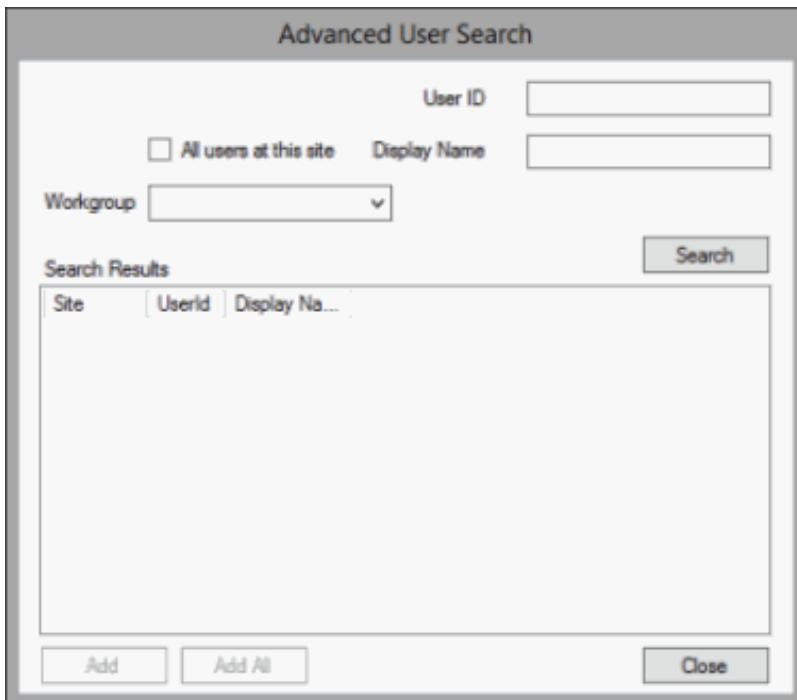 Advanced User Search
User ID
All users at this site Display Name
Workgroup
Search
Search Results
Site UserId Display Na...
Add Add All Close